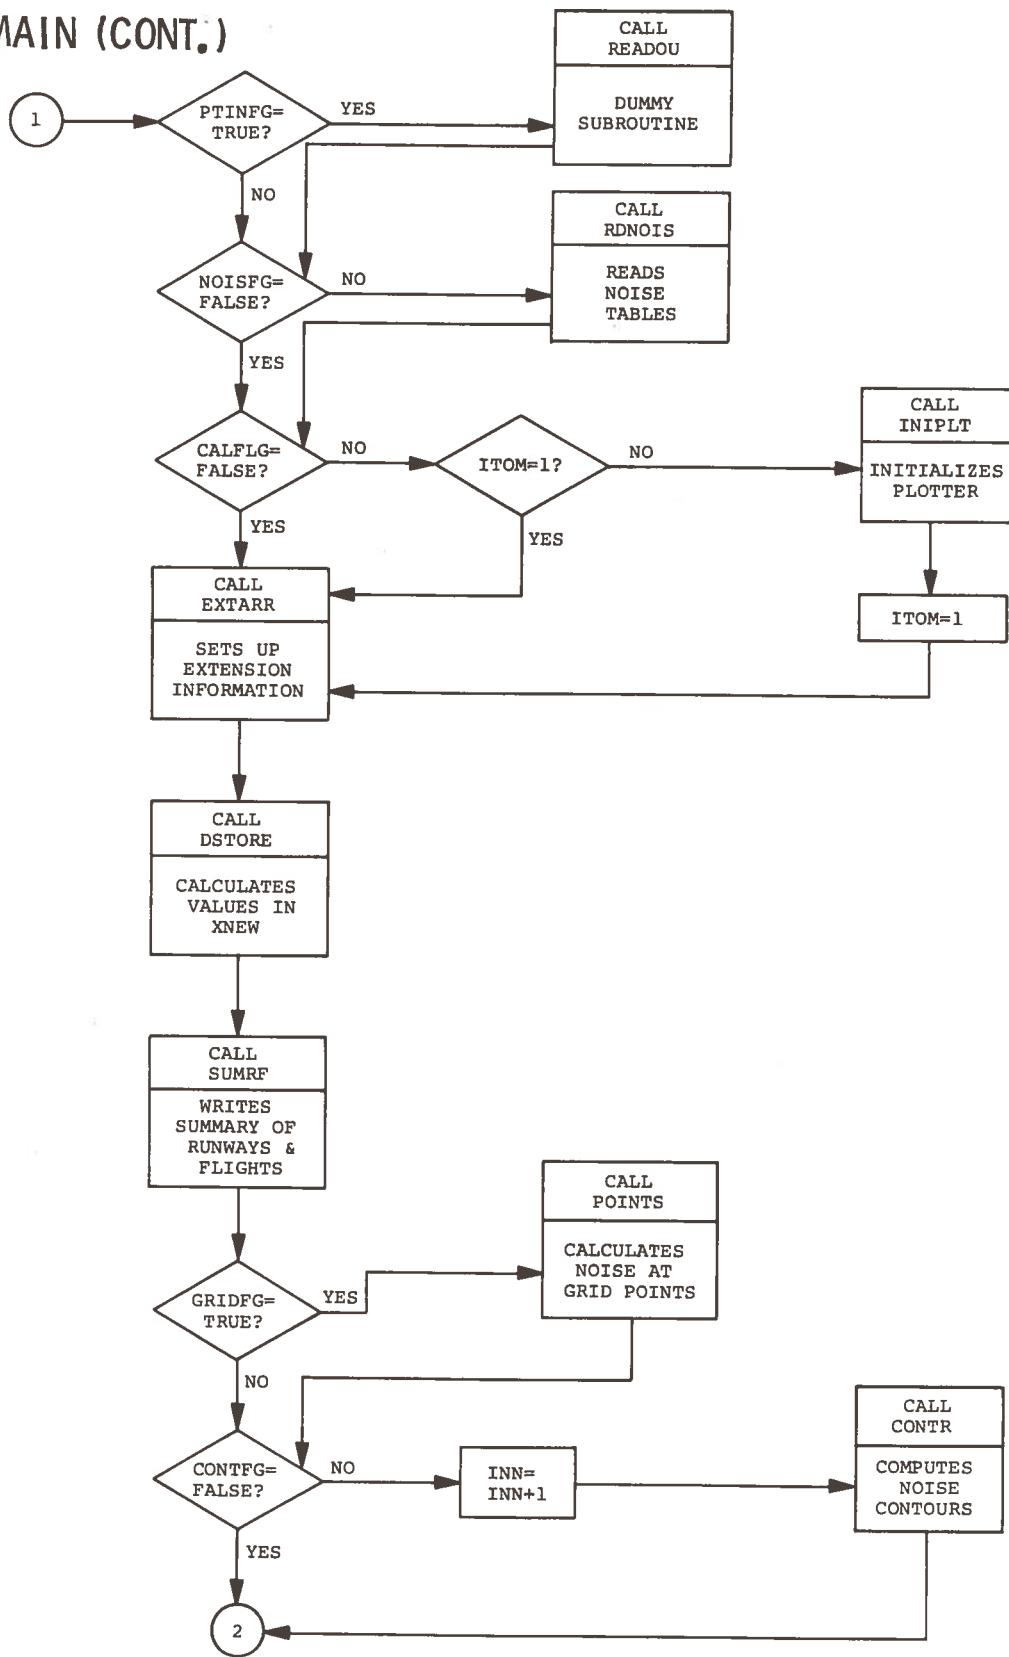 MAIN (CONT.)
CALL
READOU
DUMMY
SUBROUTINE
1
PTINFG=
TRUE?
YES
NO
CALL
RDNOIS
READS
NOISE
TABLES
NOISFG=
FALSE?
NO
YES
CALFLG=
FALSE?
NO
ITOM=1?
NO
CALL
INIPLT
INITIALIZES
PLOTTER
YES
YES
CALL
EXTARR
SETS UP
EXTENSION
INFORMATION
ITOM=1
CALL
DSTORE
CALCULATES
VALUES IN
XNEW
CALL
SUMRF
WRITES
SUMMARY OF
RUNWAYS &
FLIGHTS
CALL
POINTS
CALCULATES
NOISE AT
GRID POINTS
GRIDFG=
TRUE?
YES
NO
CONTFG=
FALSE?
NO
INN=
INN+1
CALL
CONTR
COMPUTES
NOISE
CONTOURS
YES
2